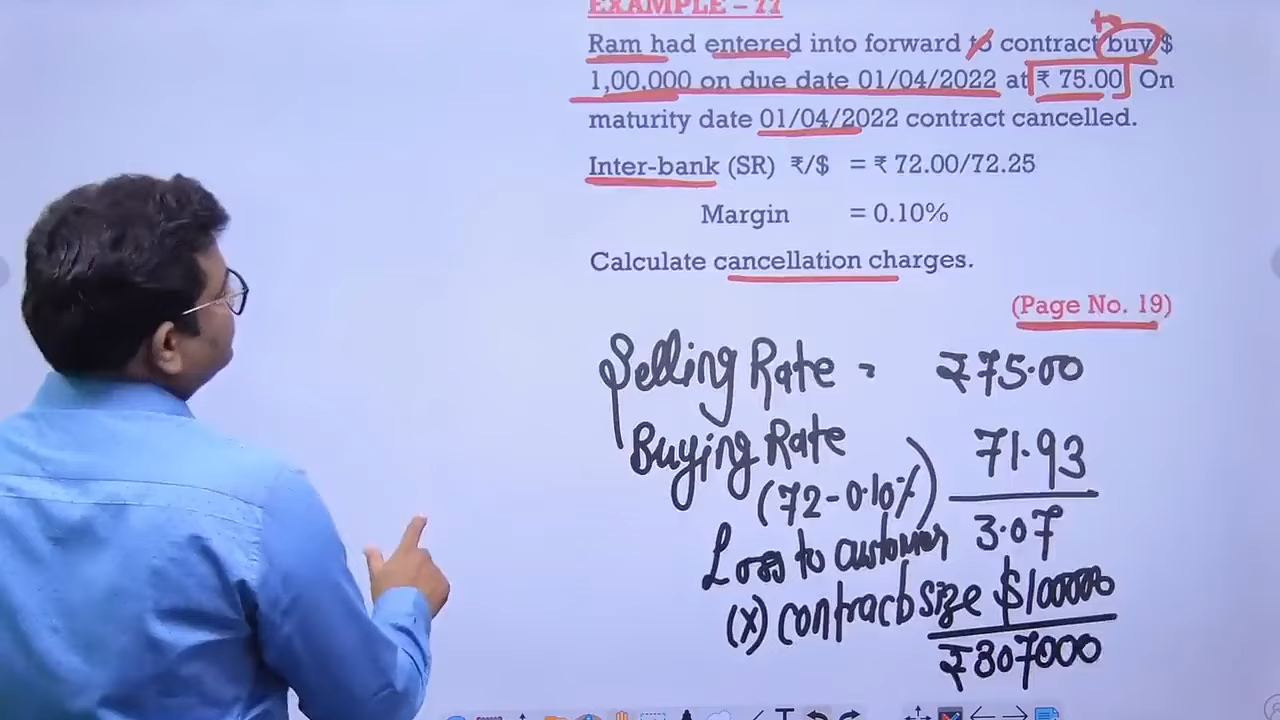 EXAMPLE – 77
Ram had entered into forward to contract buy $
1,00,000 on due date 01/04/2022 at ₹ 75.00 On
maturity date 01/04/2022 contract cancelled.
Inter-bank (SR) ₹/$ = ₹ 72.00/72.25
Margin = 0.10%
Calculate cancellation charges.
(Page No. 19)
Selling Rate = ₹75.00
Buying Rate 71.93
(72-0.10%)
Loss to customer 3.07
(x) contract size $100000
₹307000